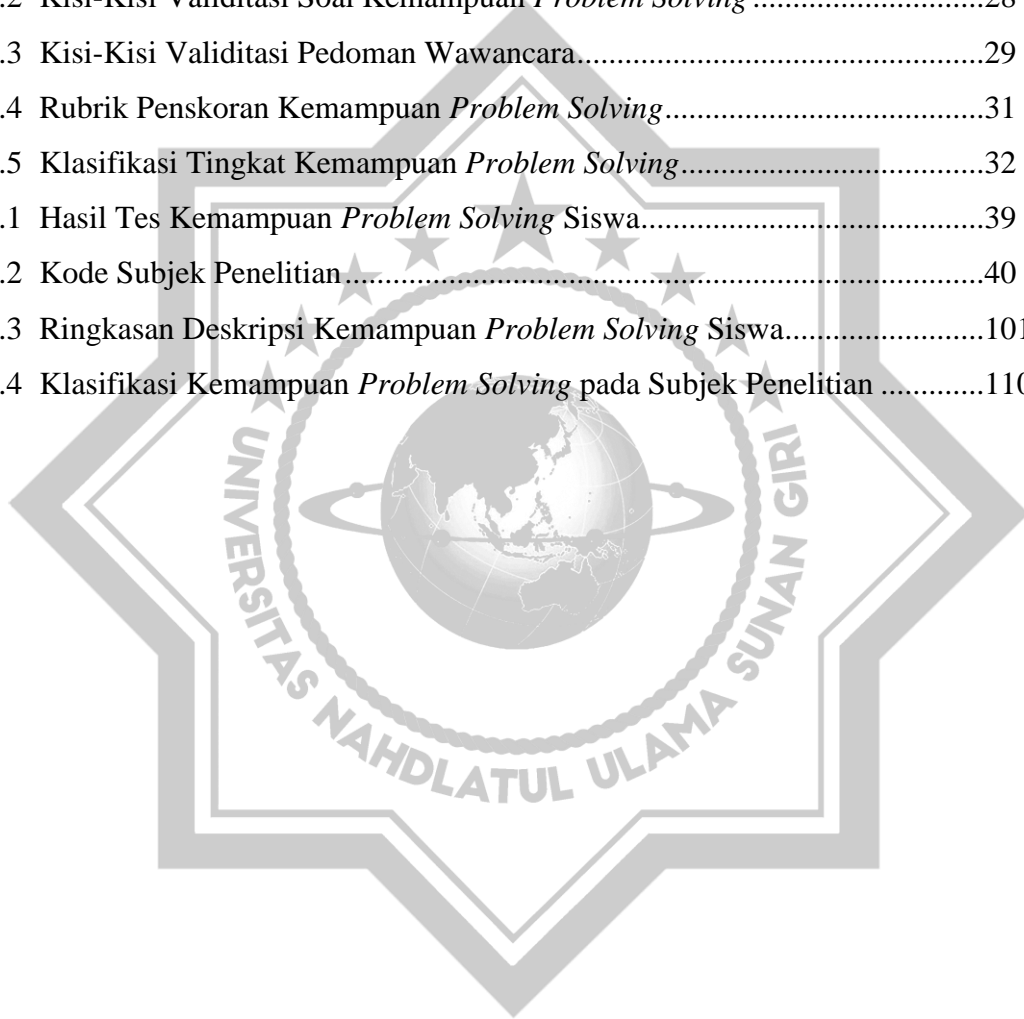 .2 Kisi-Kisi Validitasi Soal Kemampuan Problem Solving ..............................28
.3 Kisi-Kisi Validitasi Pedoman Wawancara...................................................29
.4 Rubrik Penskoran Kemampuan Problem Solving........................................31
.5 Klasifikasi Tingkat Kemampuan Problem Solving......................................32
.1 Hasil Tes Kemampuan Problem Solving Siswa...........................................39
.2 Kode Subjek Penelitian................................................................................40
.3 Ringkasan Deskripsi Kemampuan Problem Solving Siswa.........................101
.4 Klasifikasi Kemampuan Problem Solving pada Subjek Penelitian .............110
UNIVERSITAS NAHDLATUL ULAMA SUNAN GIRI